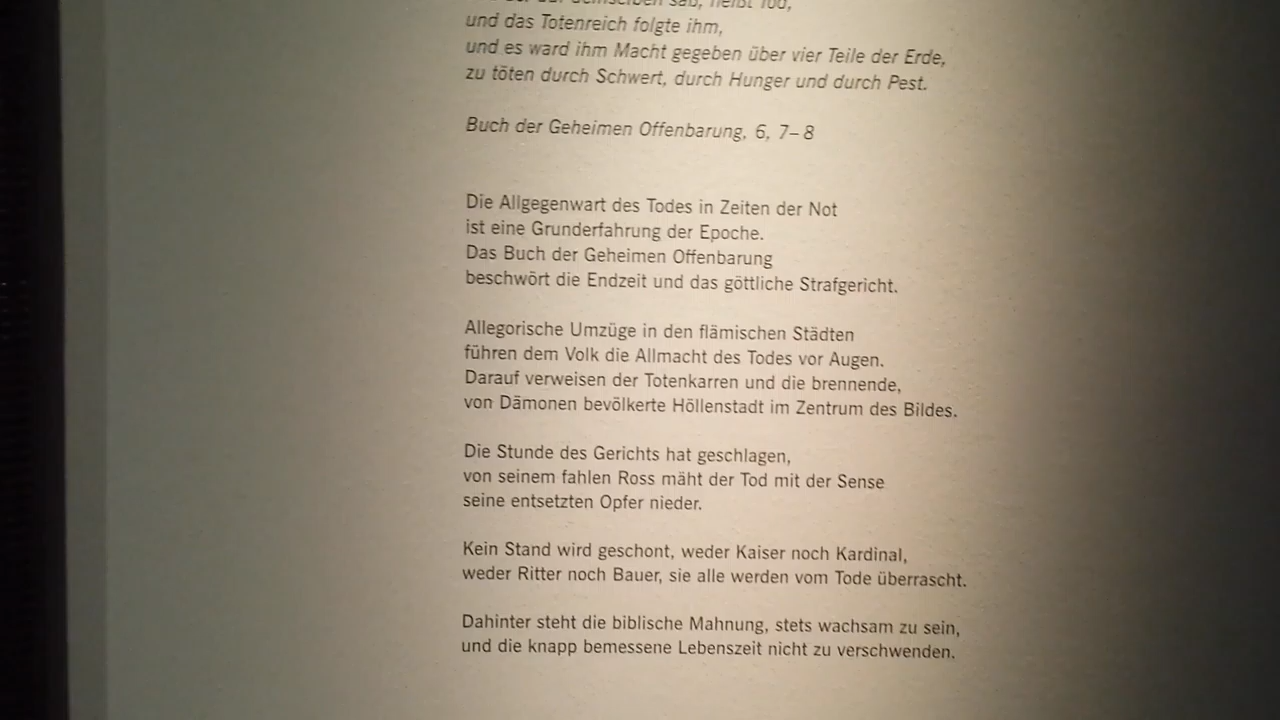 und das Totenreich folgte ihm,
und es ward ihm Macht gegeben über vier Teile der Erde,
zu töten durch Schwert, durch Hunger und durch Pest.
Buch der Geheimen Offenbarung, 6, 7–8
Die Allgegenwart des Todes in Zeiten der Not
ist eine Grunderfahrung der Epoche.
Das Buch der Geheimen Offenbarung
beschwört die Endzeit und das göttliche Strafgericht.
Allegorische Umzüge in den flämischen Städten
führen dem Volk die Allmacht des Todes vor Augen.
Darauf verweisen der Totenkarren und die brennende,
von Dämonen bevölkerte Höllenstadt im Zentrum des Bildes.
Die Stunde des Gerichts hat geschlagen,
von seinem fahlen Ross mäht der Tod mit der Sense
seine entsetzten Opfer nieder.
Kein Stand wird geschont, weder Kaiser noch Kardinal,
weder Ritter noch Bauer, sie alle werden vom Tode überrascht.
Dahinter steht die biblische Mahnung, stets wachsam zu sein,
und die knapp bemessene Lebenszeit nicht zu verschwenden.